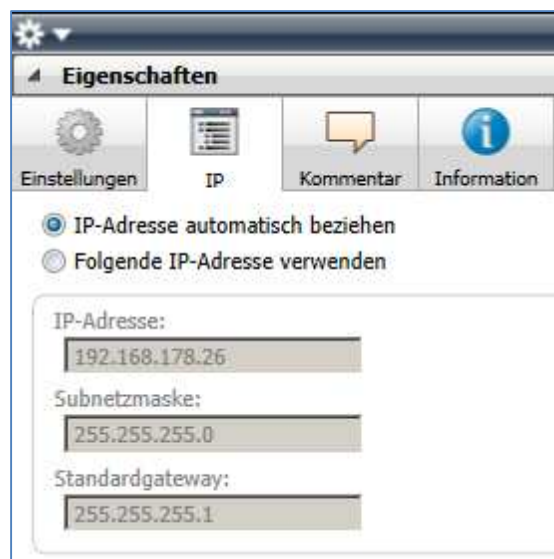 Eigenschaften
Einstellungen IP Kommentar Information
IP-Adresse automatisch beziehen
Folgende IP-Adresse verwenden
IP-Adresse:
192.168.178.26
Subnetzmaske:
255.255.255.0
Standardgateway:
255.255.255.1